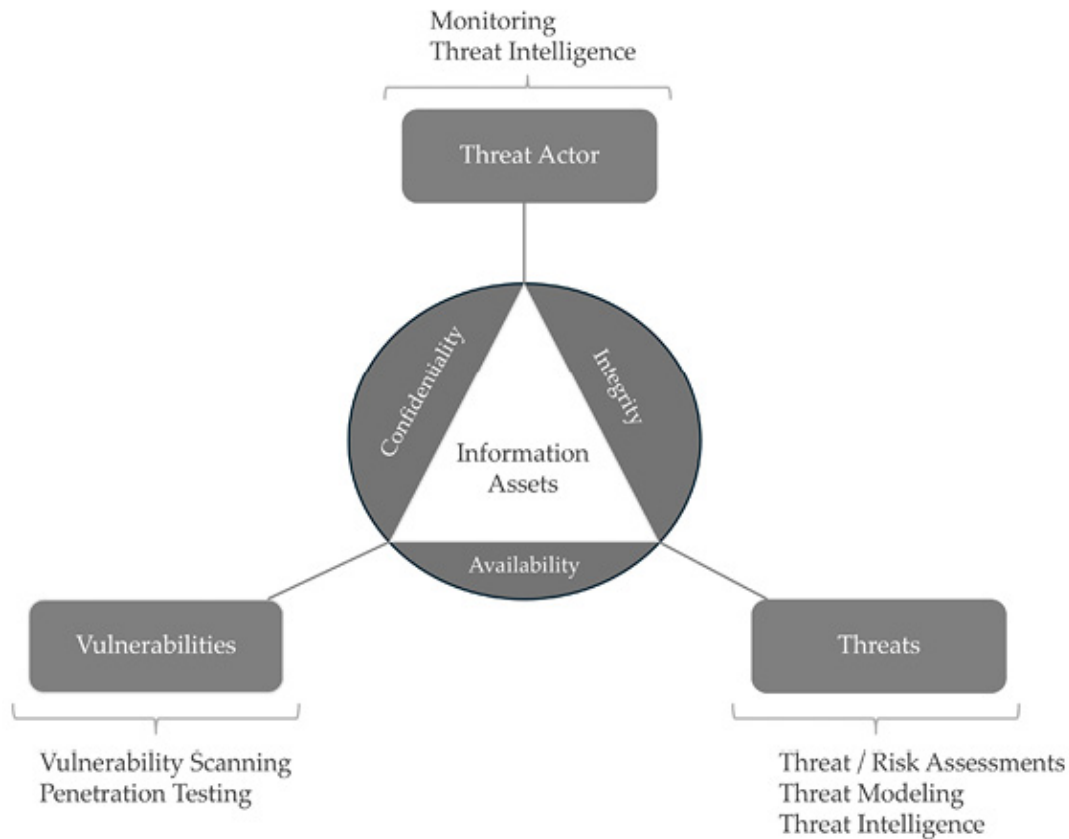 Monitoring
Threat Intelligence
Threat Actor
Confidentiality
Integrity
Information
Assets
Availability
Vulnerabilities
Threats
Vulnerability Scanning
Penetration Testing
Threat / Risk Assessments
Threat Modeling
Threat Intelligence